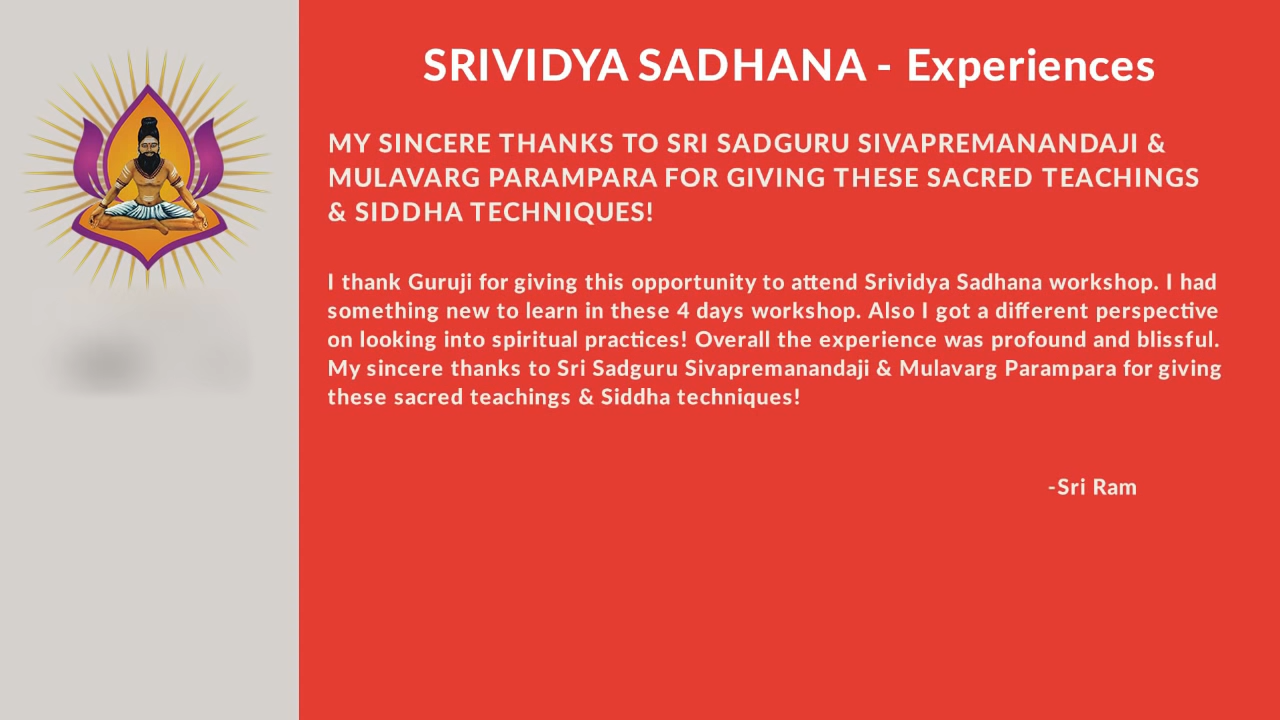 SRIVIDYA SADHANA - Experiences
MY SINCERE THANKS TO SRI SADGURU SIVAPREMANANDAJI &
MULAVARG PARAMPARA FOR GIVING THESE SACRED TEACHINGS
& SIDDHA TECHNIQUES!
I thank Guruji for giving this opportunity to attend Srividya Sadhana workshop. I had
something new to learn in these 4 days workshop. Also I got a different perspective
on looking into spiritual practices! Overall the experience was profound and blissful.
My sincere thanks to Sri Sadguru Sivapremanandaji & Mulavarg Parampara for giving
these sacred teachings & Siddha techniques!
-Sri Ram